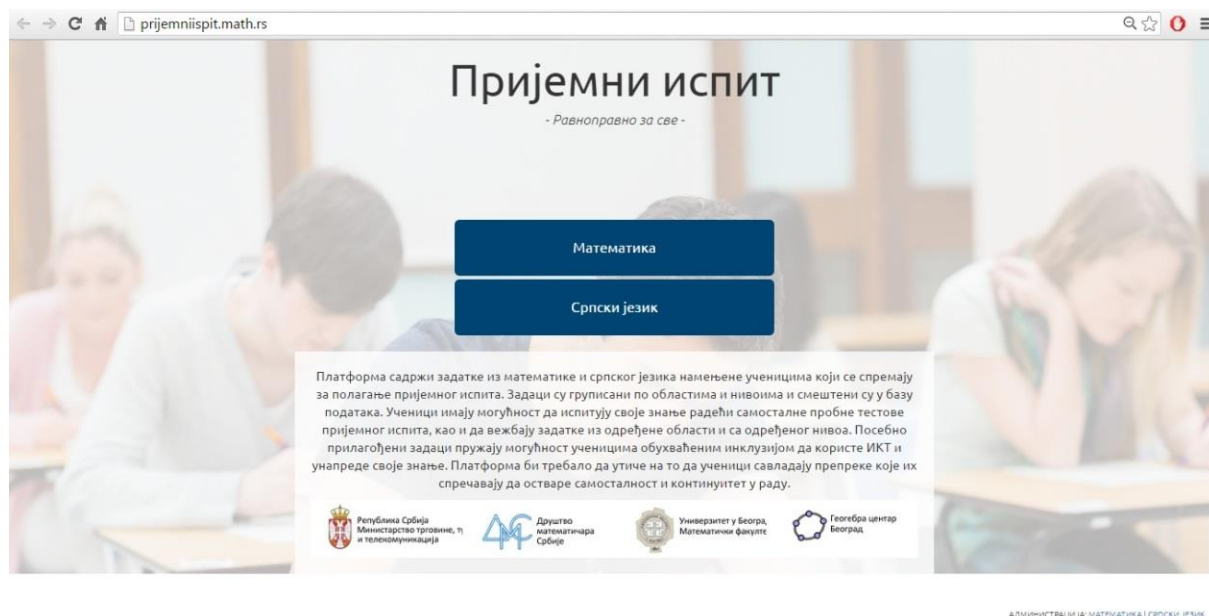 prijemniispit.math.rs
Пријемни испит
- Равноправно за све -
Математика
Српски језик
Платформа садржи задатке из математике и српског језика намењене ученицима који се спремају
за полагање пријемног испита. Задаци су груписани по областима и нивоима и смештени су у базу
података. Ученици имају могућност да испитују своје знање радећи самосталне пробне тестове
пријемног испита, као и да вежбају задатке из одређене области и са одређеног нивоа. Посебно
прилагођени задаци пружају могућност ученицима обухваћеним инклузијом да користе ИКТ и
унапреде своје знање. Платформа би требало да утиче на то да ученици савладају препреке које их
спречавају да остваре самосталност и континуитет у раду.
Република Србија
Министарство трговине,
и телекомуникација
Друштво
математичара
Србије
Универзитет у Београ
Математички факулте
Геогебра центар
Београд
АДМИНИСТРАЦИЈА: МАТЕМАТИКА | СРПСКИ ЈЕЗИК